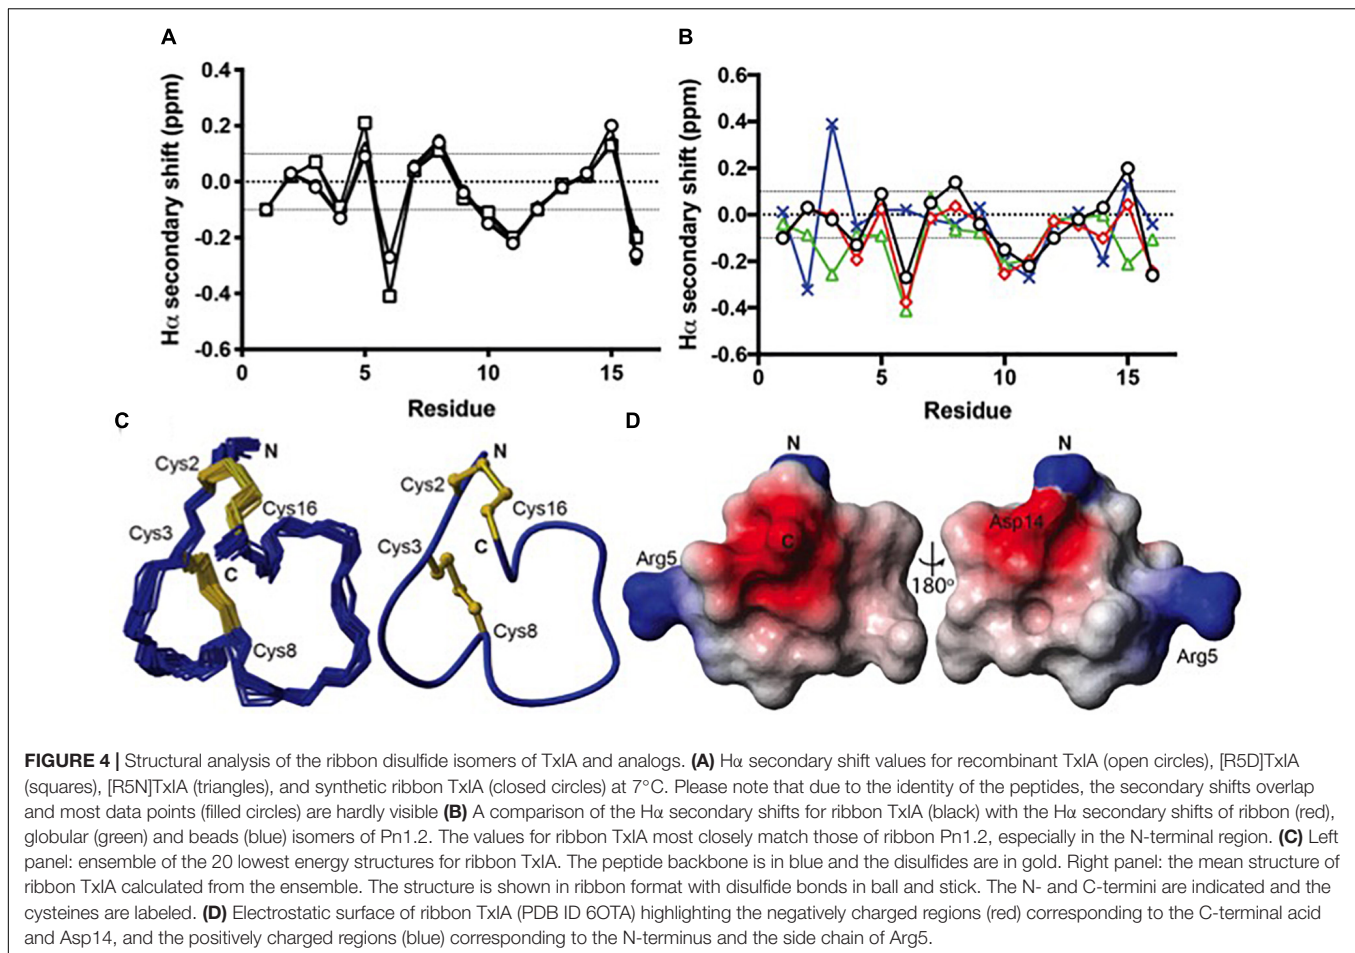 A
B
0.4
0.2
0.0
-0.2
-0.4
-0.6
Hα secondary shift (ppm)
0
5
10
15
Residue
0.6
0.4
0.2
0.0
-0.2
-0.4
-0.6
Hα secondary shift (ppm)
0
5
10
15
Residue
C
N
Cys2
Cys16
Cys3
C
Cys8
N
Cys2
Cys16
Cys3
C
Cys8
D
N
C
Arg5
180°
N
Asp14
Arg5
FIGURE 4 | Structural analysis of the ribbon disulfide isomers of TxIA and analogs. (A) Hα secondary shift values for recombinant TxIA (open circles), [R5D]TxIA
(squares), [R5N]TxIA (triangles), and synthetic ribbon TxIA (closed circles) at 7°C. Please note that due to the identity of the peptides, the secondary shifts overlap
and most data points (filled circles) are hardly visible (B) A comparison of the Hα secondary shifts for ribbon TxIA (black) with the Hα secondary shifts of ribbon (red),
globular (green) and beads (blue) isomers of Pn1.2. The values for ribbon TxIA most closely match those of ribbon Pn1.2, especially in the N-terminal region. (C) Left
panel: ensemble of the 20 lowest energy structures for ribbon TxIA. The peptide backbone is in blue and the disulfides are in gold. Right panel: the mean structure of
ribbon TxIA calculated from the ensemble. The structure is shown in ribbon format with disulfide bonds in ball and stick. The N- and C-termini are indicated and the
cysteines are labeled. (D) Electrostatic surface of ribbon TxIA (PDB ID 6OTA) highlighting the negatively charged regions (red) corresponding to the C-terminal acid
and Asp14, and the positively charged regions (blue) corresponding to the N-terminus and the side chain of Arg5.